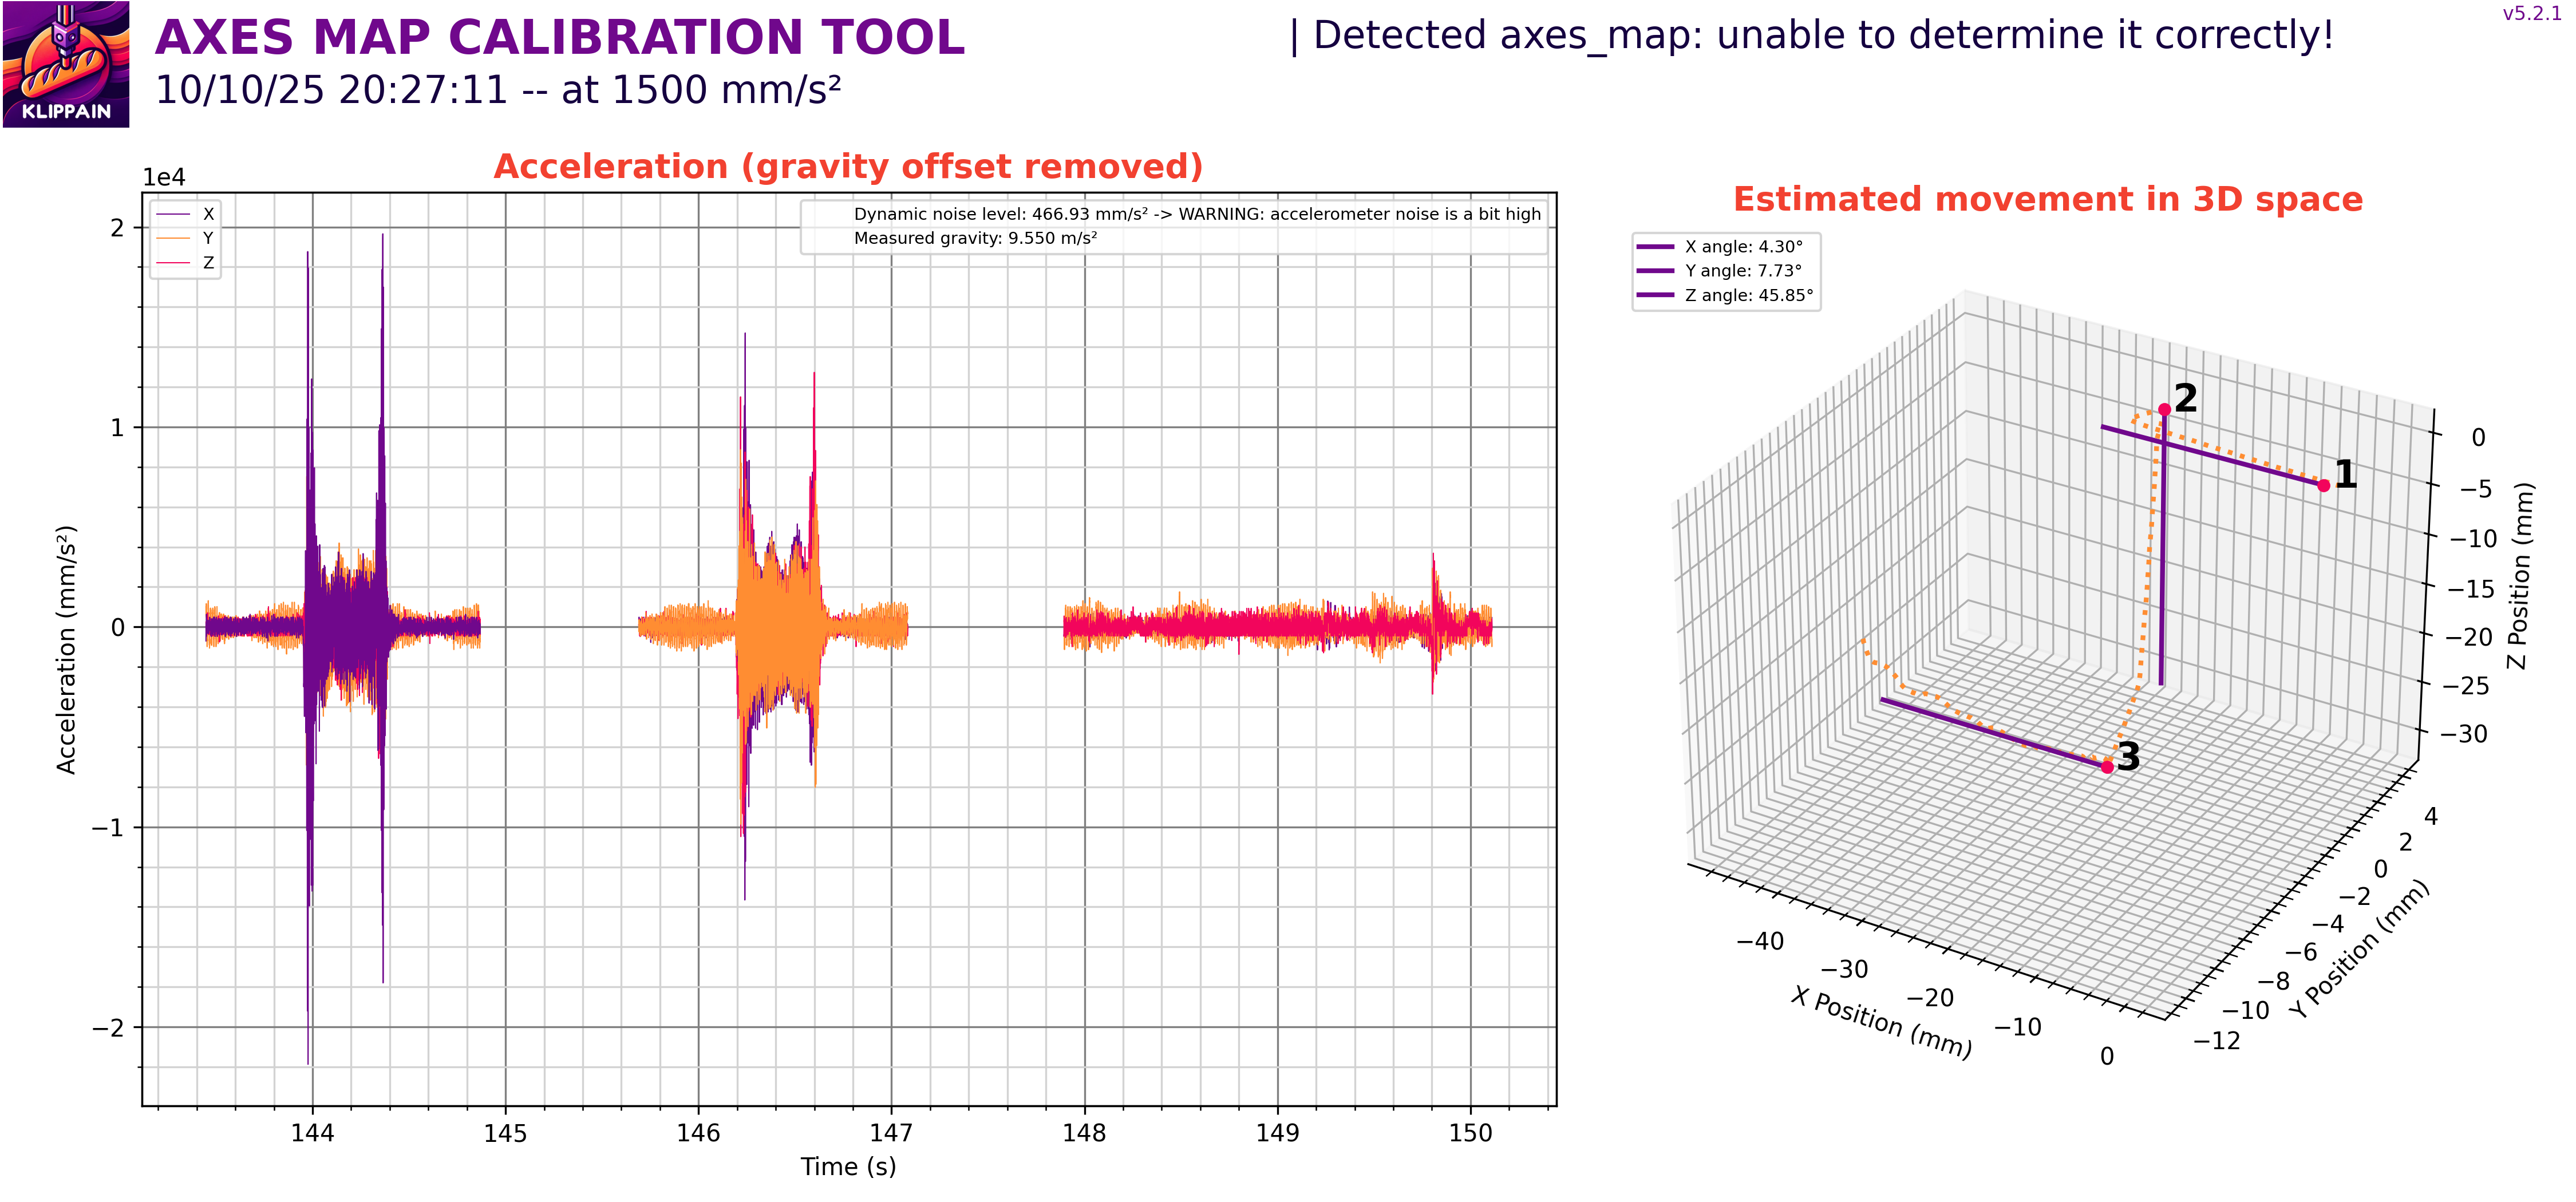 KLIPPAIN
AXES MAP CALIBRATION TOOL
10/10/25 20:27:11 -- at 1500 mm/s²
| Detected axes_map: unable to determine it correctly!
v5.2.1
Acceleration (gravity offset removed)
1e4
X
Y
Z
Dynamic noise level: 466.93 mm/s² -> WARNING: accelerometer noise is a bit high
Measured gravity: 9.550 m/s²
2
1
0
−1
−2
Acceleration (mm/s²)
144
145
146
147
148
149
150
Time (s)
Estimated movement in 3D space
X angle: 4.30°
Y angle: 7.73°
Z angle: 45.85°
2
1
3
0
−5
−10
−15
−20
−25
−30
Z Position (mm)
4
2
0
−2
−4
−6
−8
−10
−12
Y Position (mm)
−40
−30
−20
−10
0
X Position (mm)